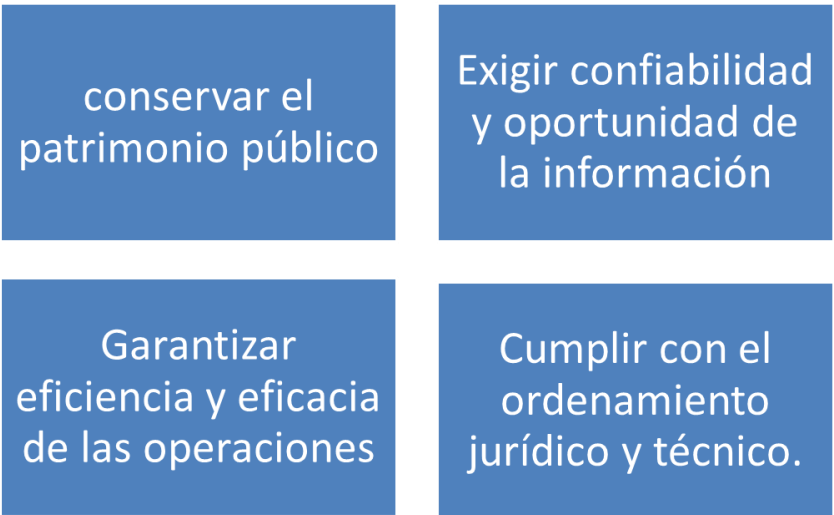 conservar el
patrimonio público
Exigir confiabilidad
y oportunidad de
la información
Garantizar
eficiencia y eficacia
de las operaciones
Cumplir con el
ordenamiento
jurídico y técnico.